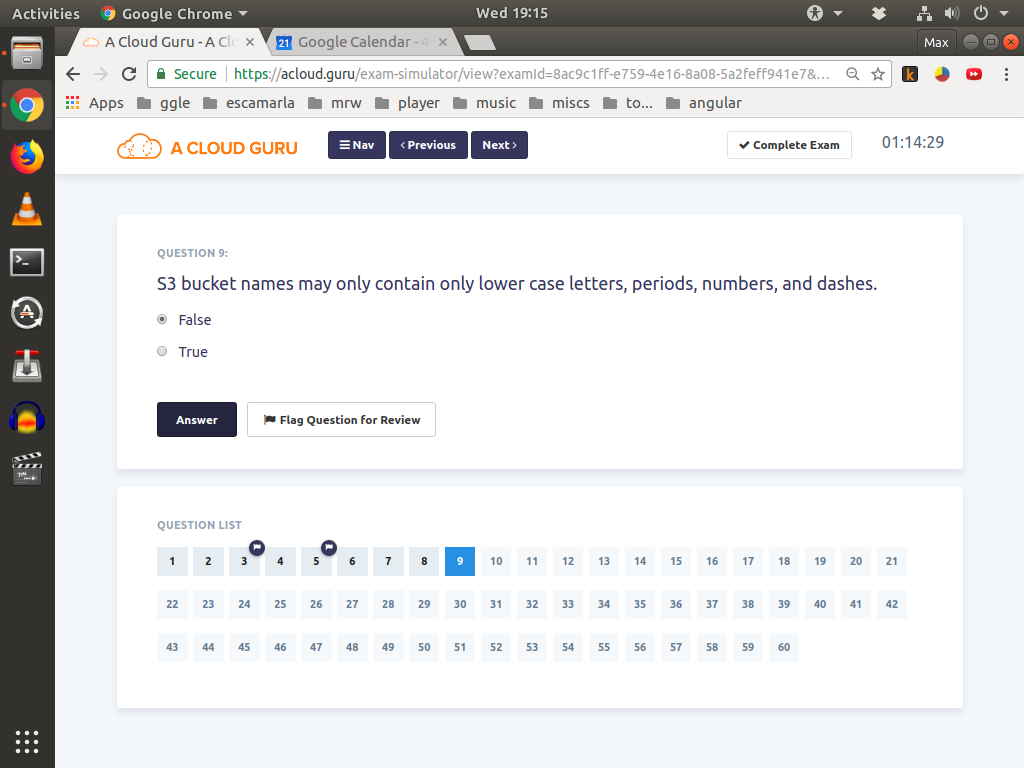 Activities Google Chrome Wed 19:15
A Cloud Guru - A Clo Google Calendar - 4 Max
Secure https://acloud.guru/exam-simulator/view?examId=8ac9c1ff-e759-4e16-8a08-5a2feff941e7&...
Apps ggle escamarla mrw player music miscs to... angular
A CLOUD GURU Nav Previous Next Complete Exam 01:14:29
QUESTION 9:
S3 bucket names may only contain only lower case letters, periods, numbers, and dashes.
False
True
Answer Flag Question for Review
QUESTION LIST
1 2 3 4 5 6 7 8 9 10 11 12 13 14 15 16 17 18 19 20 21
22 23 24 25 26 27 28 29 30 31 32 33 34 35 36 37 38 39 40 41 42
43 44 45 46 47 48 49 50 51 52 53 54 55 56 57 58 59 60